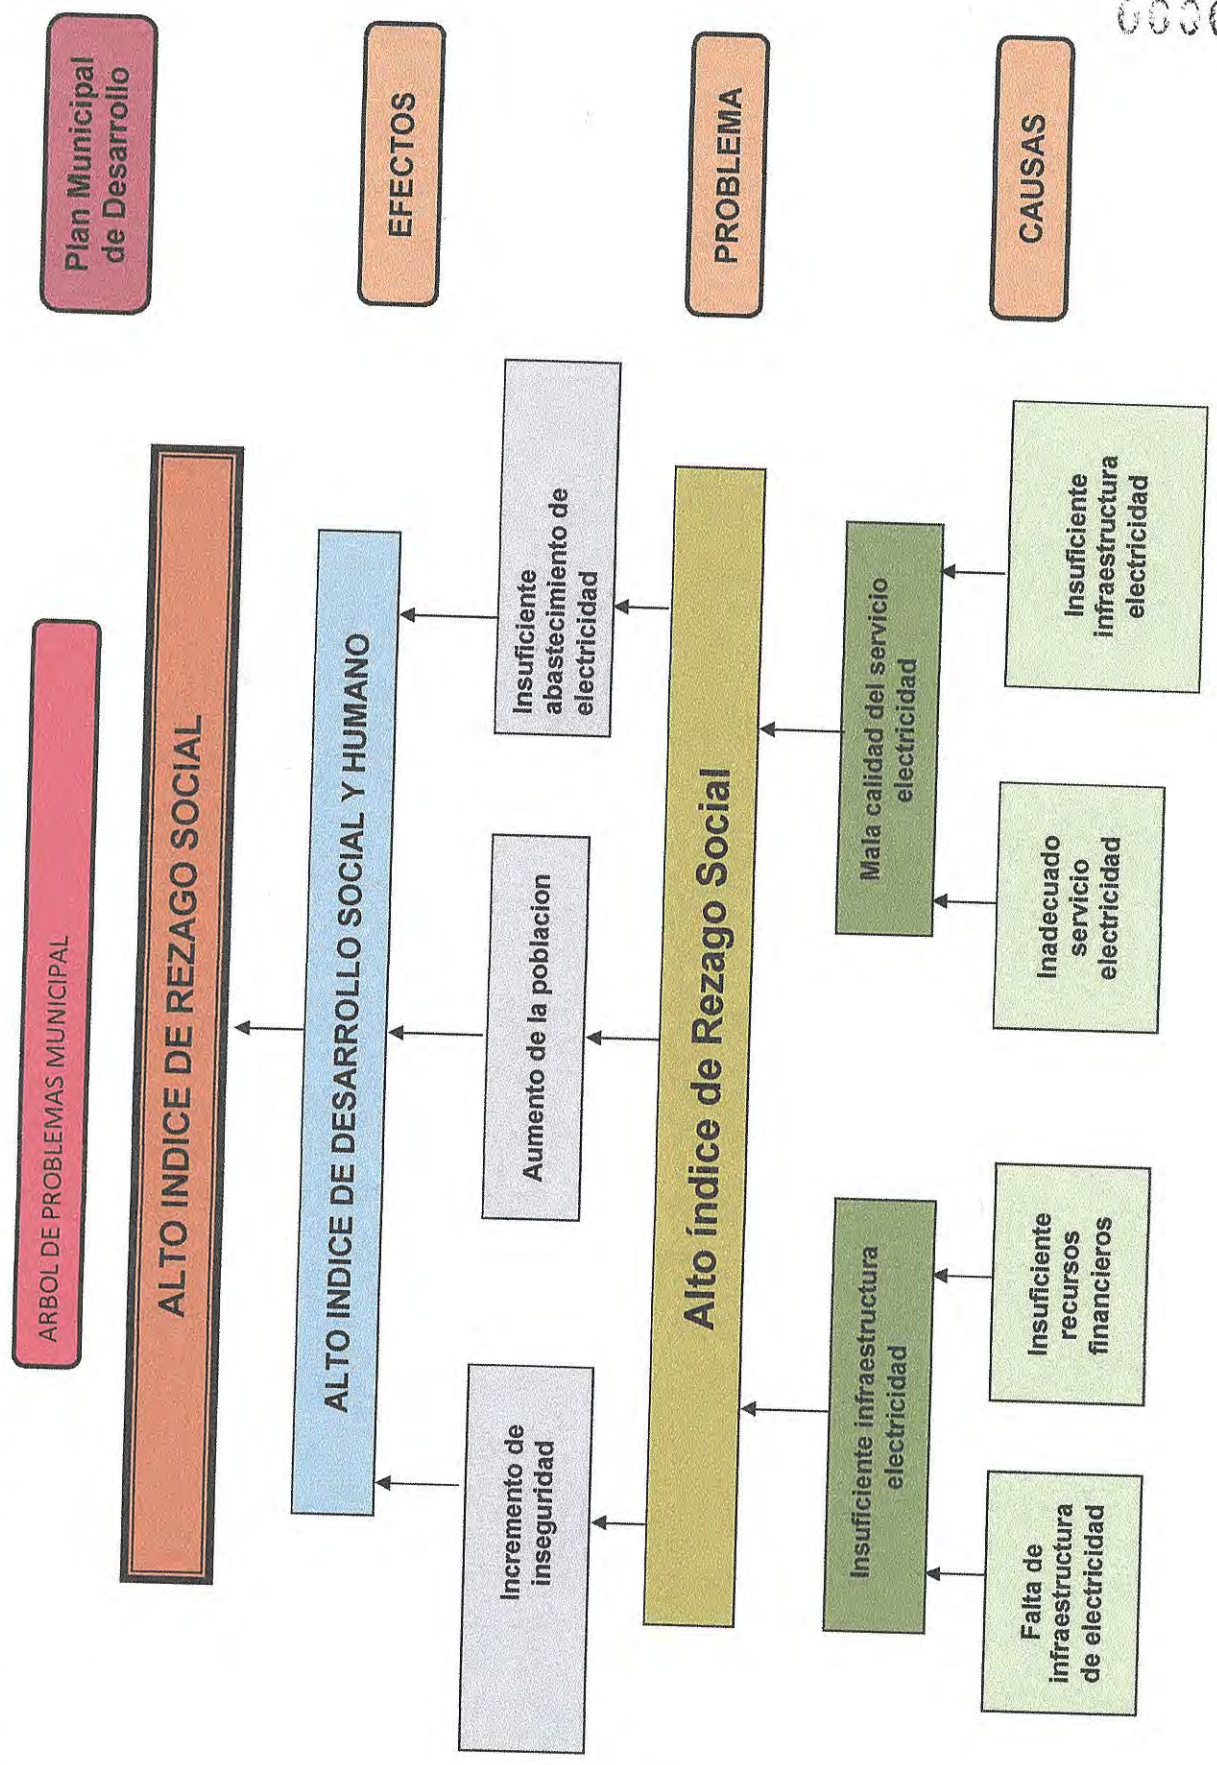 ARBOL DE PROBLEMAS MUNICIPAL
Plan Municipal
de Desarrollo
ALTO INDICE DE REZAGO SOCIAL
ALTO INDICE DE DESARROLLO SOCIAL Y HUMANO
EFECTOS
Incremento de
inseguridad
Aumento de la poblacion
Insuficiente
abastecimiento de
electricidad
Alto índice de Rezago Social
PROBLEMA
Insuficiente infraestructura
electricidad
Mala calidad del servicio
electricidad
CAUSAS
Falta de
infraestructura
de electricidad
Insuficiente
recursos
financieros
Inadecuado
servicio
electricidad
Insuficiente
infraestructura
electricidad